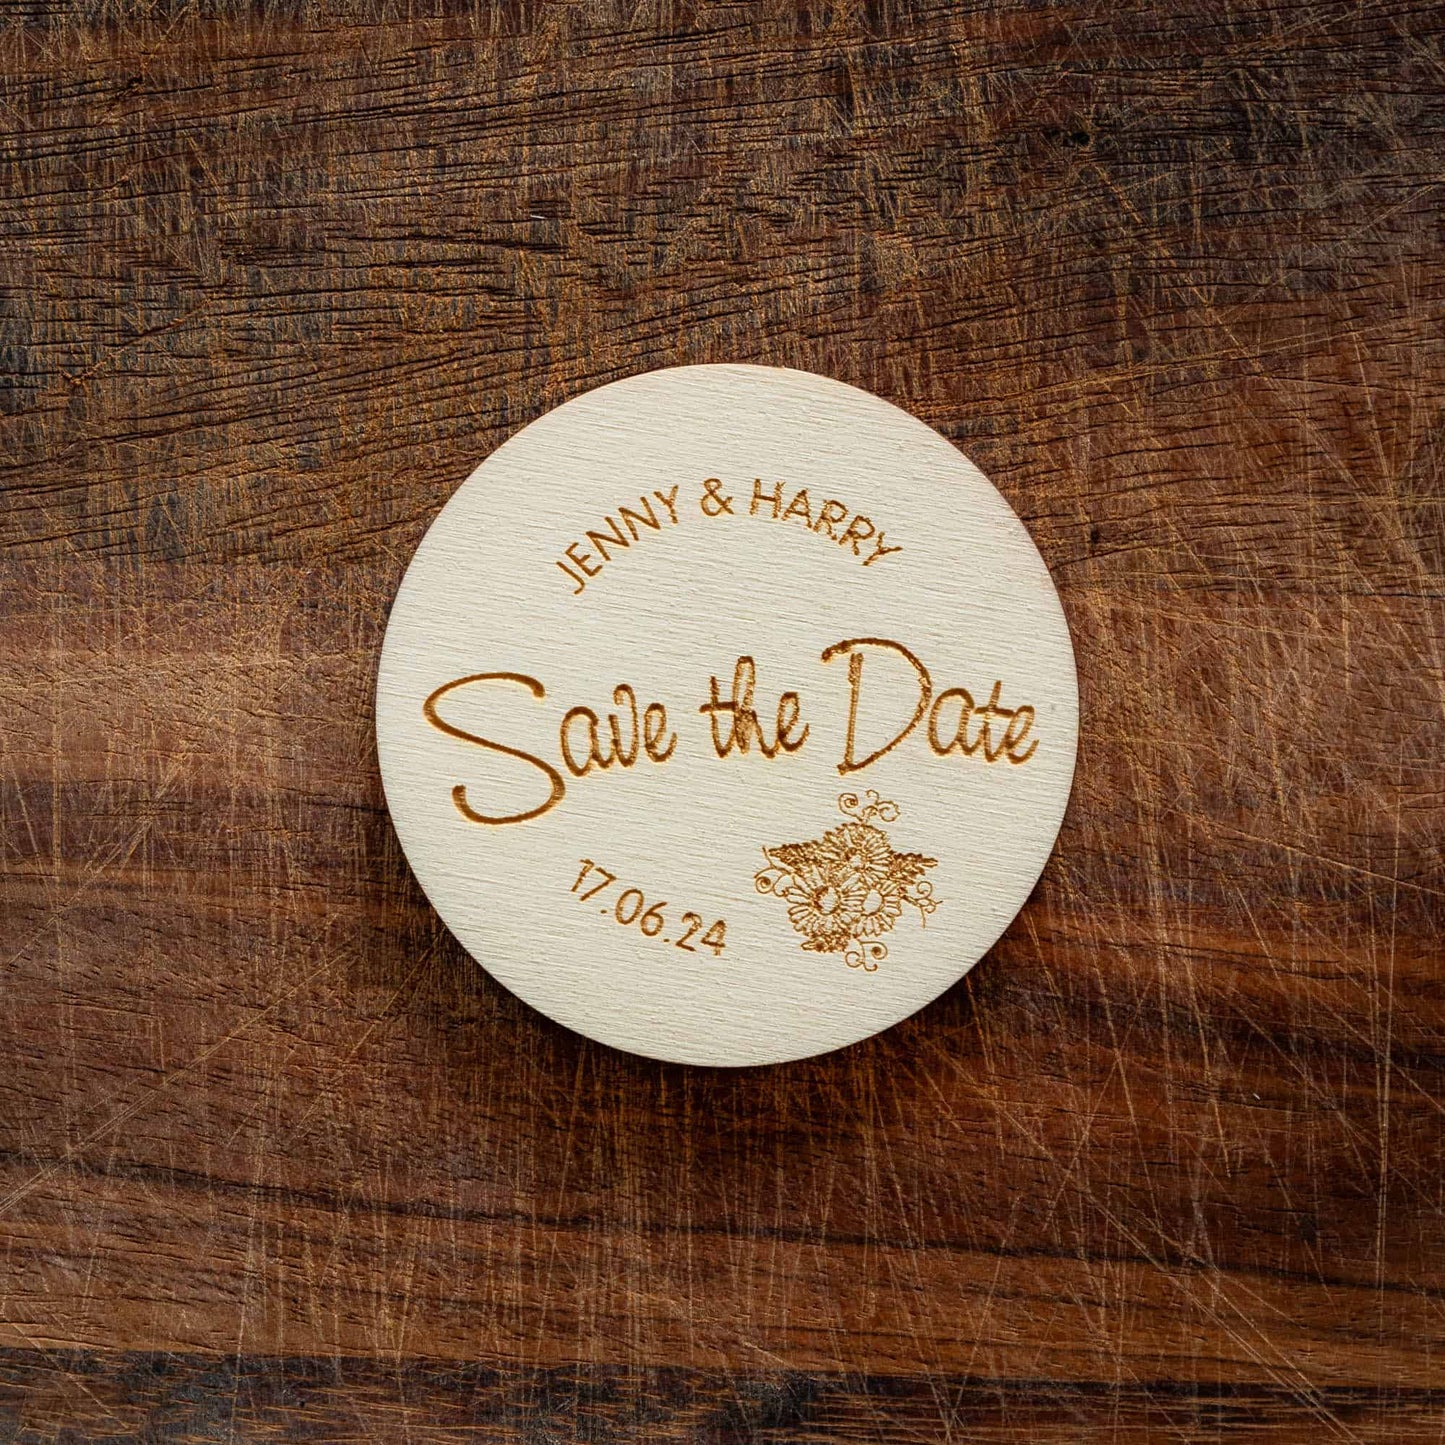 JENNY & HARRY
Save the Date
17.06.24